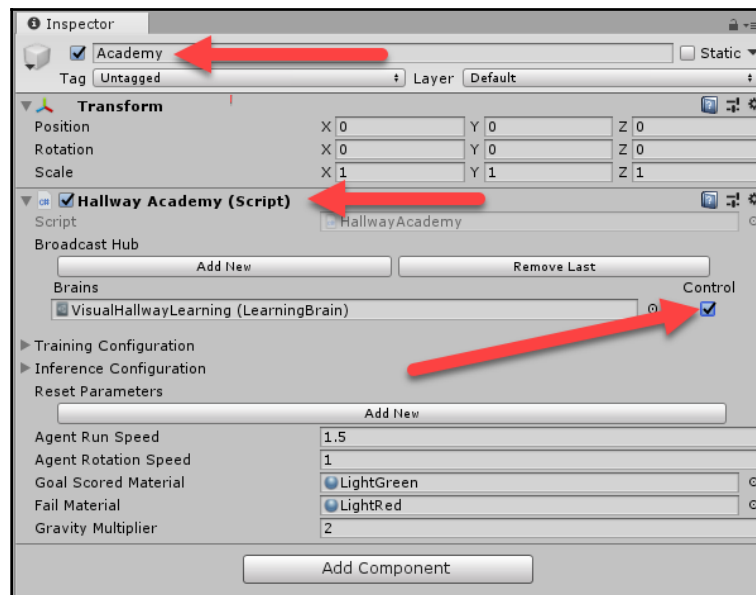 Inspector
Academy Static
Tag Untagged Layer Default
Transform
Position X 0 Y 0 Z 0
Rotation X 0 Y 0 Z 0
Scale X 1 Y 1 Z 1
Hallway Academy (Script)
Script HallwayAcademy
Broadcast Hub
Add New Remove Last
Brains Control
VisualHallwayLearning (LearningBrain)
Training Configuration
Inference Configuration
Reset Parameters
Add New
Agent Run Speed 1.5
Agent Rotation Speed 1
Goal Scored Material LightGreen
Fail Material LightRed
Gravity Multiplier 2
Add Component